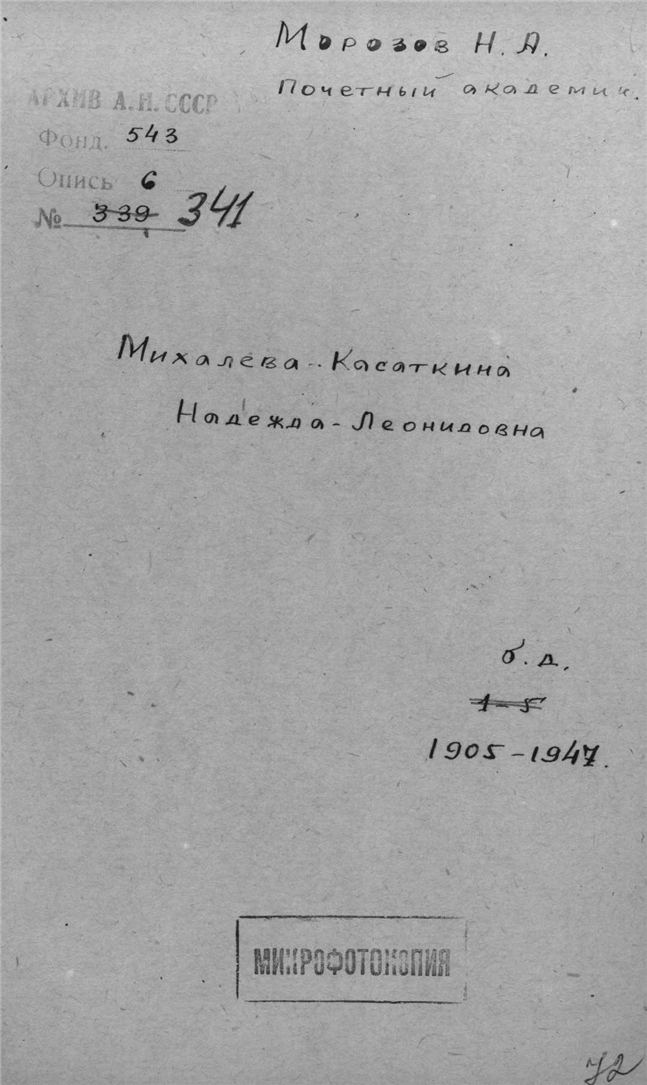 Морозов Н. А.
Почетный академик.
АРХИВ А. Н. СССР
Фонд. 543
Опись 6
№ 339 341
Михалева-Касаткина
Надежда-Леонидовна
б. д.
1-5
1905-1947.
МИКРОФОТОКОПИЯ
72